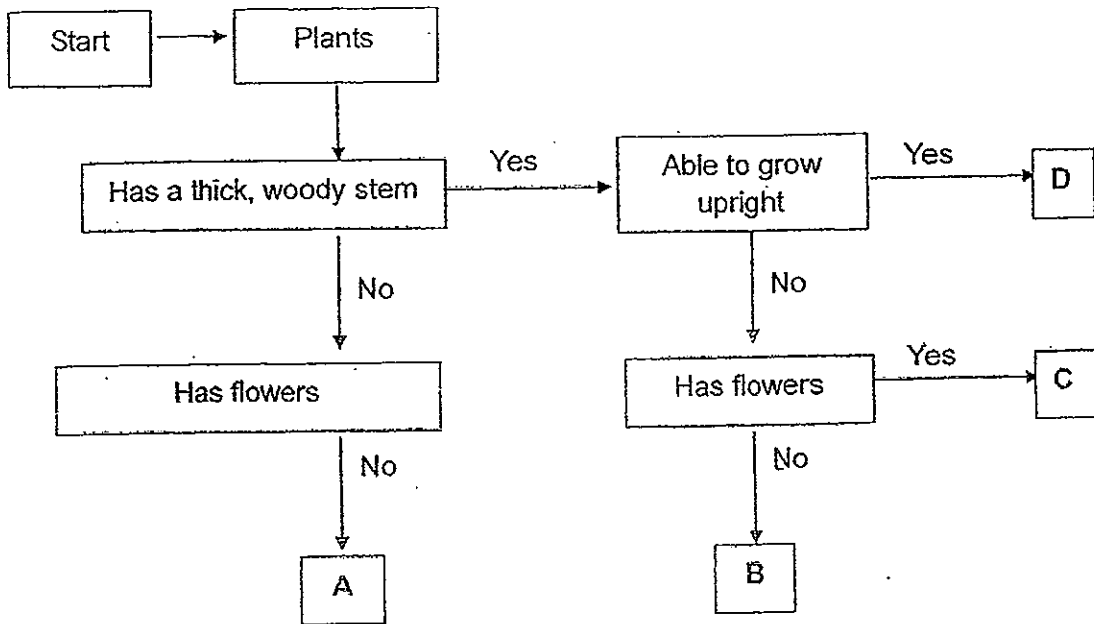 Start
Plants
Has a thick, woody stem
Yes
Able to grow
upright
Yes
D
No
No
Has flowers
Has flowers
Yes
C
No
No
A
B